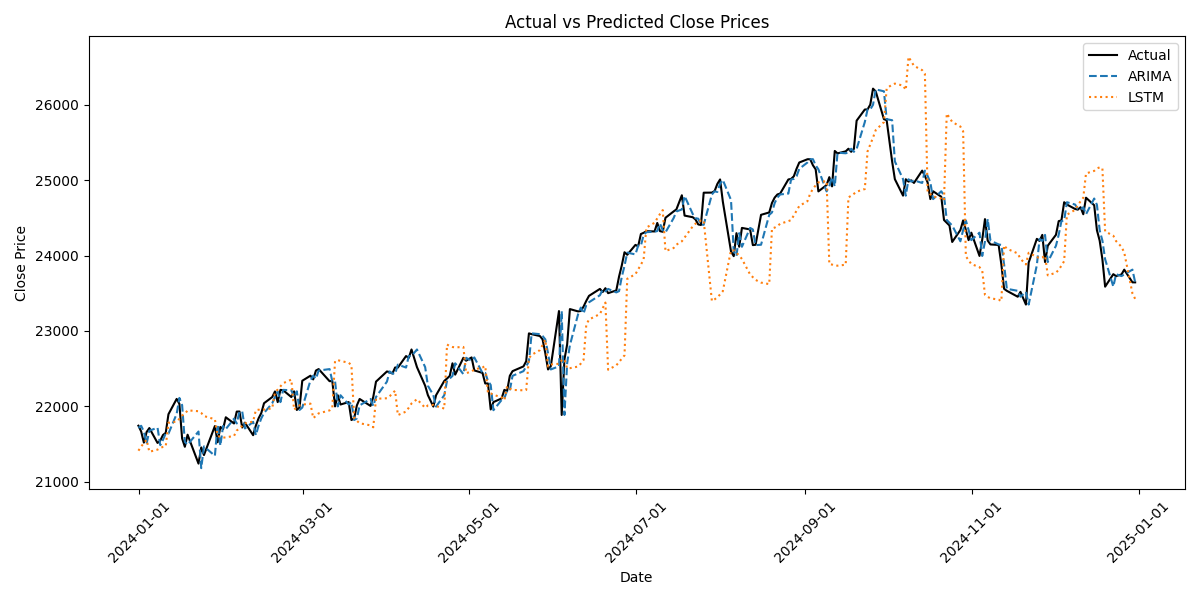 Actual vs Predicted Close Prices
Actual
ARIMA
LSTM
Close Price
26000
25000
24000
23000
22000
21000
2024-01-01
2024-03-01
2024-05-01
2024-07-01
2024-09-01
2024-11-01
2025-01-01
Date